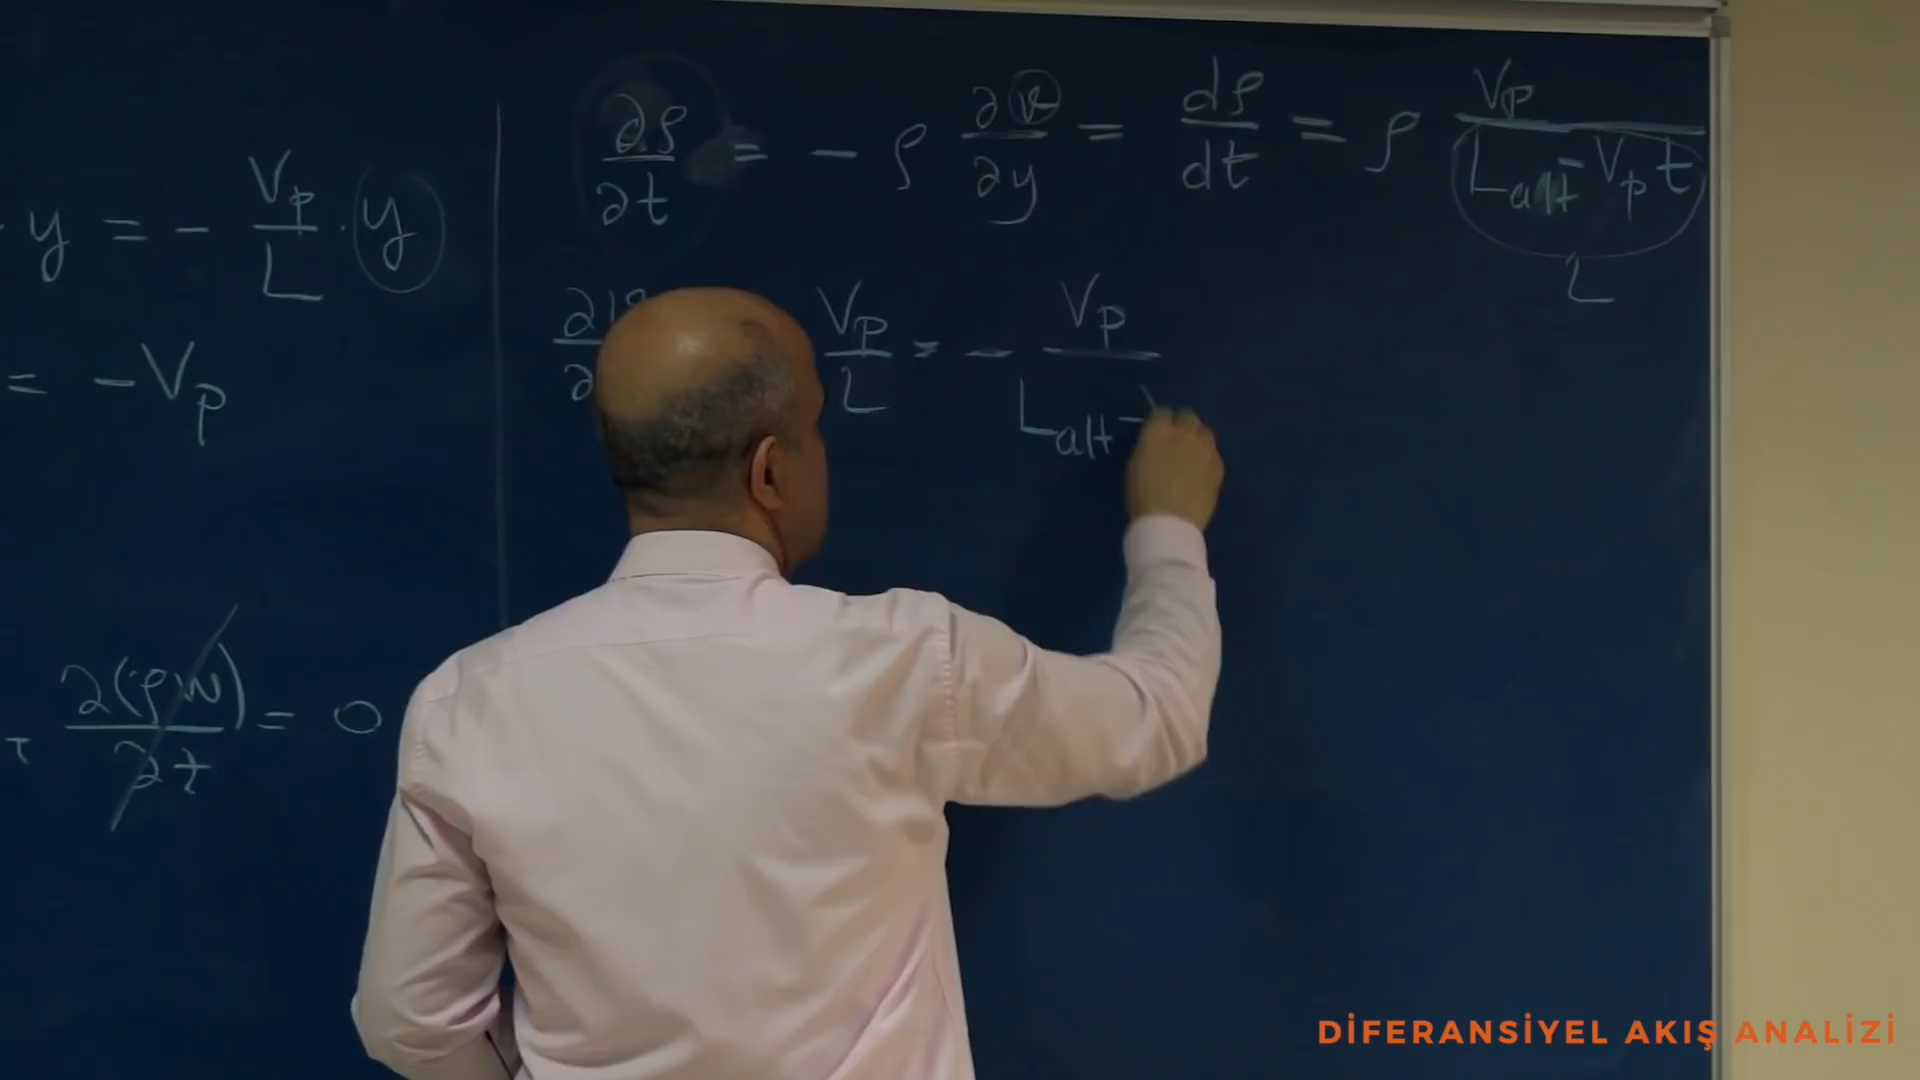 y = - Vp/L · y
∂ρ/∂t = - ρ ∂v/∂y = dρ/dt = ρ Vp/(Lalt - Vp t)
L
Vp/L = - Vp/Lalt -
= -Vp
∂(ρw)/∂t = 0
DİFERANSİYEL AKIŞ ANALİZİ